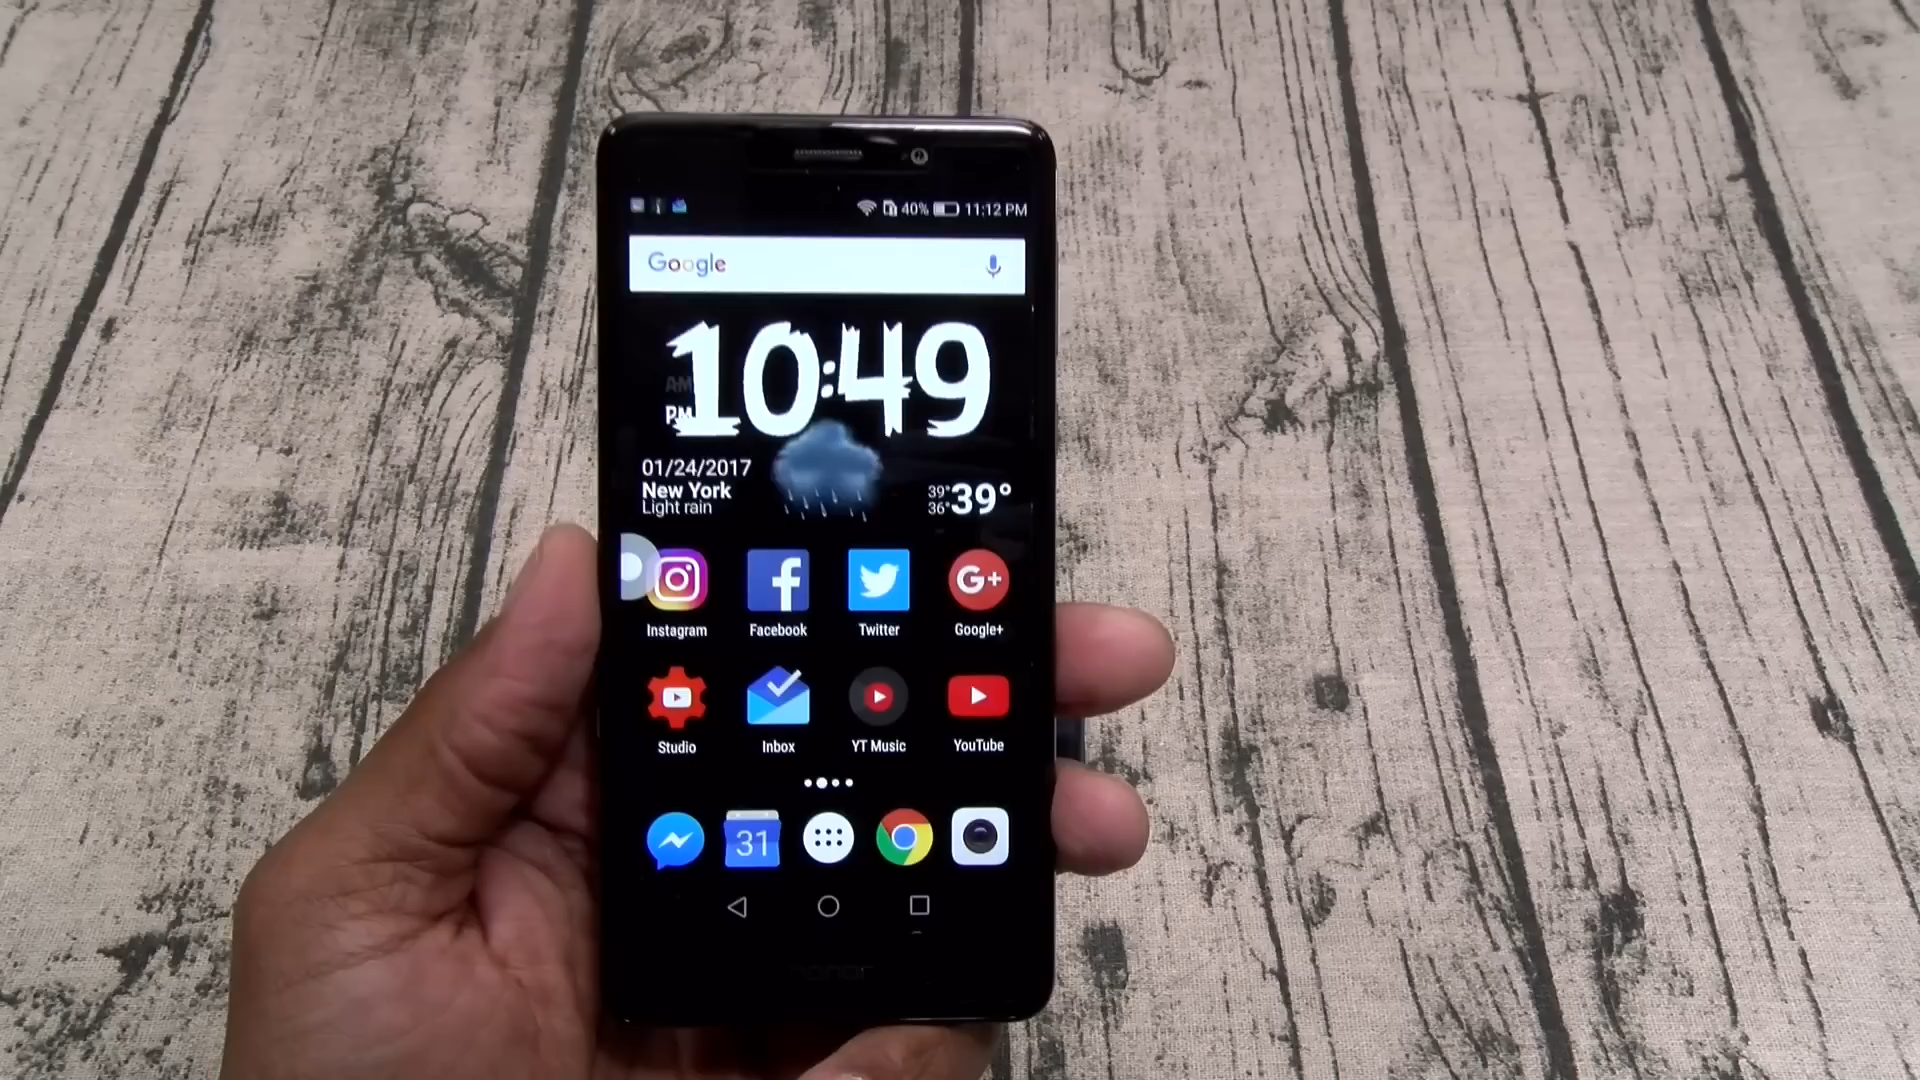 40% 11:12 PM
Google
10:49
AM
PM
01/24/2017
New York
Light rain
39° 39°
36°
Instagram Facebook Twitter G+ Google+
Studio Inbox YT Music YouTube
31
honor